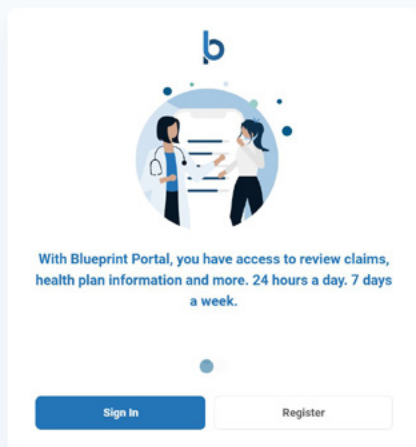 b
With Blueprint Portal, you have access to review claims,
health plan information and more. 24 hours a day. 7 days
a week.
Sign In
Register